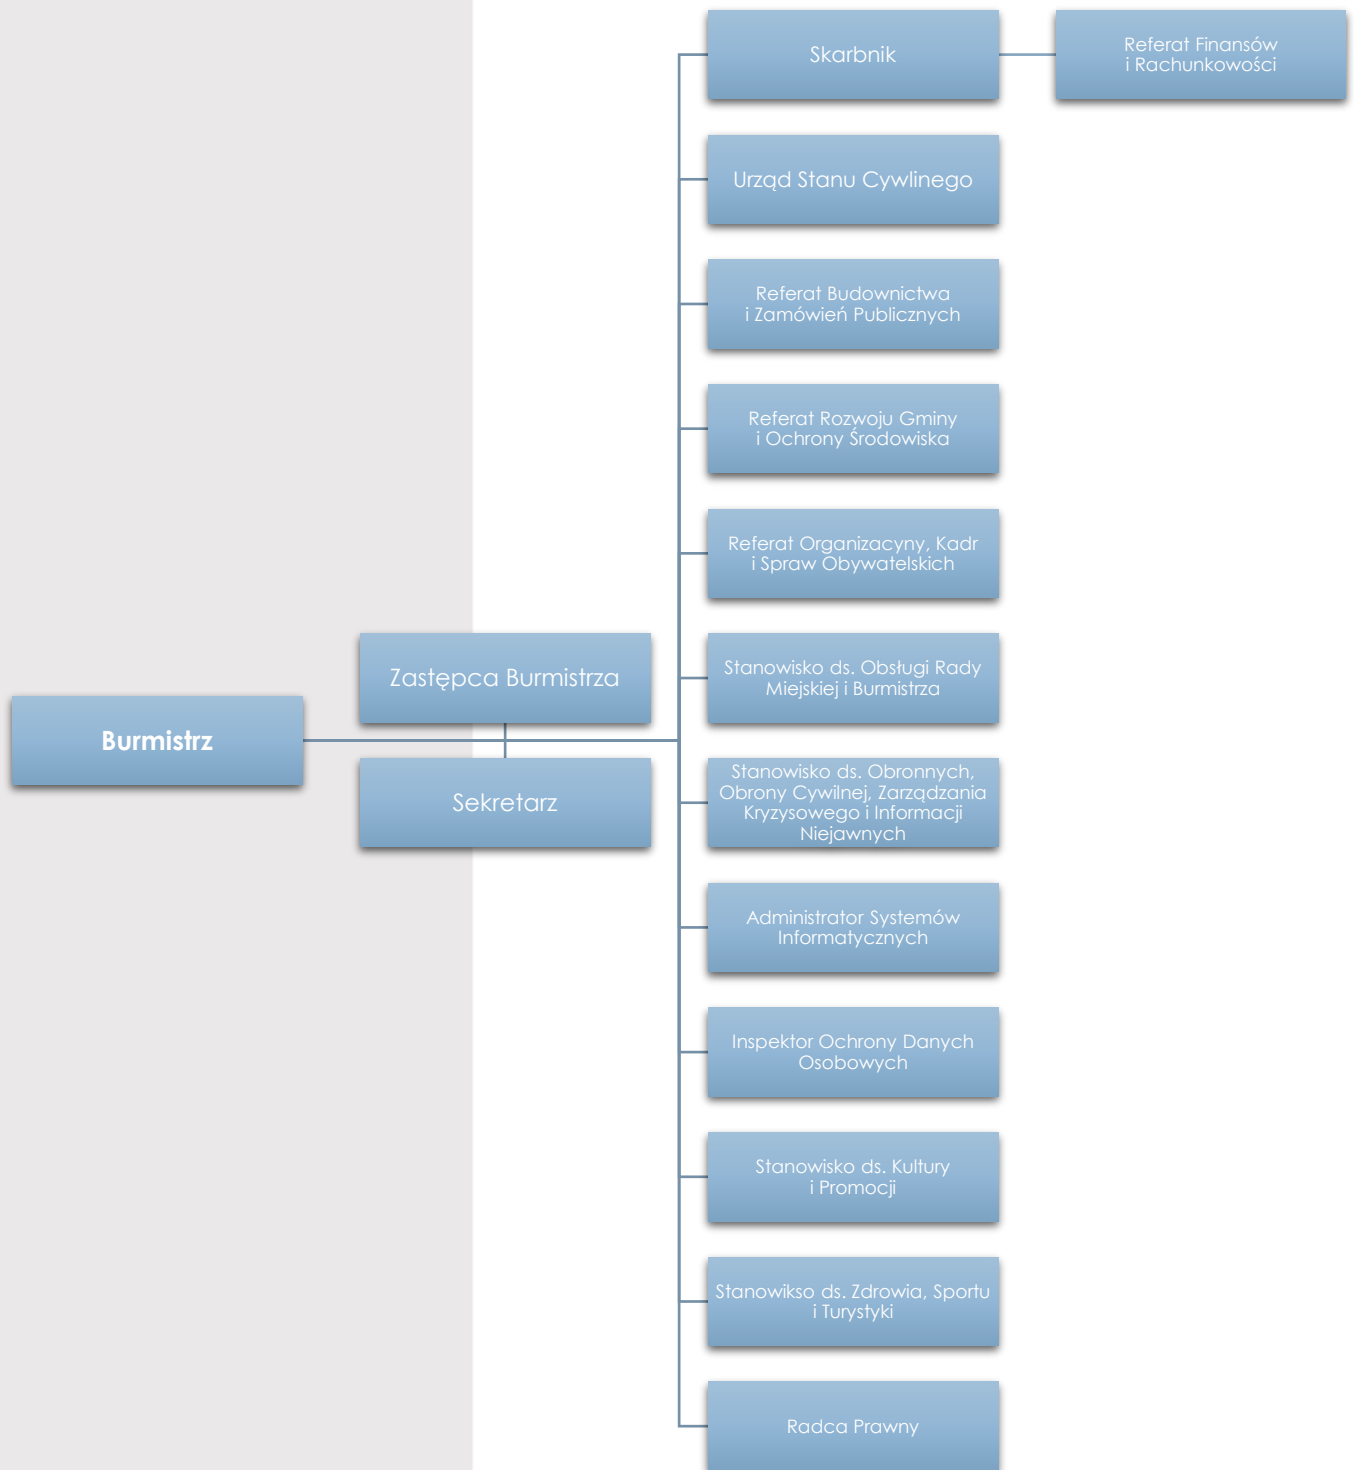 Skarbnik
Referat Finansów
i Rachunkowości
Urząd Stanu Cywlinego
Referat Budownictwa
i Zamówień Publicznych
Referat Rozwoju Gminy
i Ochrony Środowiska
Referat Organizacyny, Kadr
i Spraw Obywatelskich
Zastępca Burmistrza
Stanowisko ds. Obsługi Rady
Miejskiej i Burmistrza
Burmistrz
Sekretarz
Stanowisko ds. Obronnych,
Obrony Cywilnej, Zarządzania
Kryzysowego i Informacji
Niejawnych
Administrator Systemów
Informatycznych
Inspektor Ochrony Danych
Osobowych
Stanowisko ds. Kultury
i Promocji
Stanowikso ds. Zdrowia, Sportu
i Turystyki
Radca Prawny